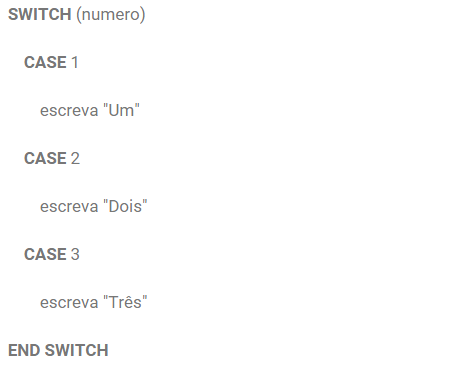 SWITCH (numero)
CASE 1
escreva "Um"
CASE 2
escreva "Dois"
CASE 3
escreva "Três"
END SWITCH